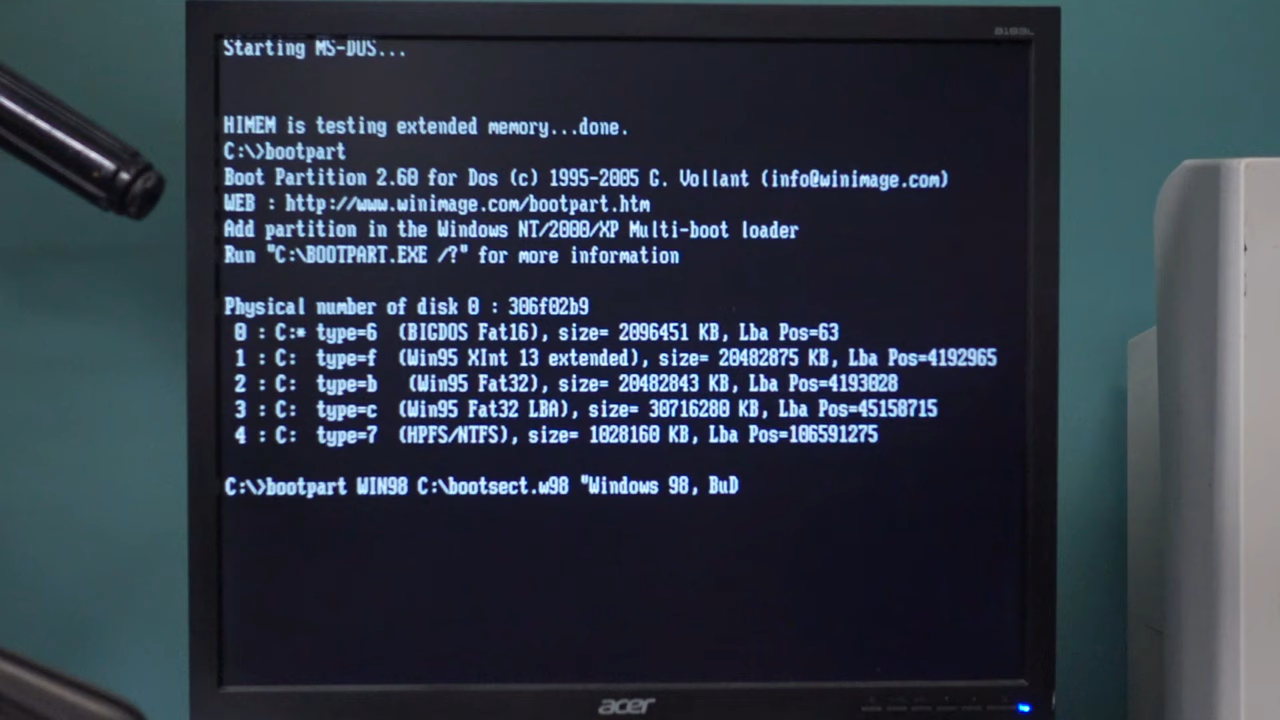 Starting MS-DOS...
HIMEM is testing extended memory...done.
C:\>bootpart
Boot Partition 2.60 for Dos (c) 1995-2005 G. Vollant (info@winimage.com)
WEB : http://www.winimage.com/bootpart.htm
Add partition in the Windows NT/2000/XP Multi-boot loader
Run "C:\BOOTPART.EXE /?" for more information
Physical number of disk 0 : 306f02b9
0 : C:* type=6  (BIGDOS Fat16), size= 2096451 KB, Lba Pos=63
1 : C:  type=f  (Win95 XInt 13 extended), size= 20482875 KB, Lba Pos=4192965
2 : C:  type=b   (Win95 Fat32), size= 20482843 KB, Lba Pos=4193028
3 : C:  type=c  (Win95 Fat32 LBA), size= 30716280 KB, Lba Pos=45158715
4 : C:  type=7  (HPFS/NTFS), size= 1028160 KB, Lba Pos=106591275
C:\>bootpart WIN98 C:\bootsect.w98 "Windows 98, BuD
acer